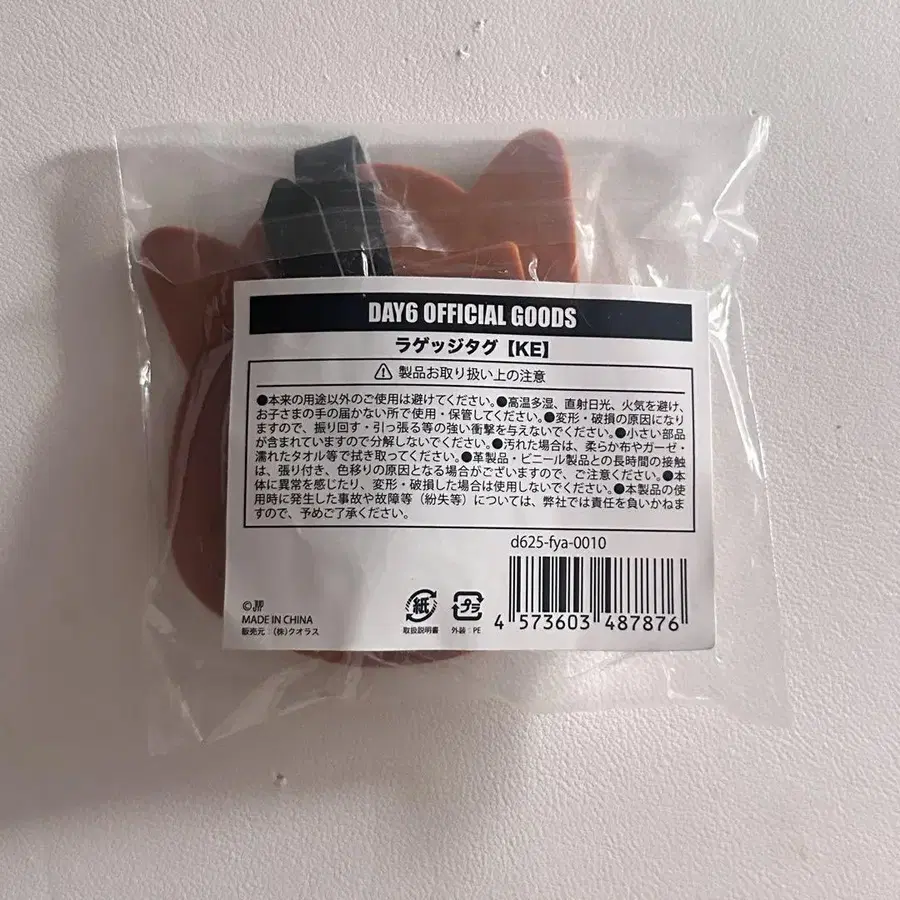 DAY6 OFFICIAL GOODS
ラゲッジタグ【KE】
製品お取り扱い上の注意
●本来の用途以外のご使用は避けてください。●高温多湿、直射日光、火気を避け、
お子さまの手の届かない所で使用・保管してください。●変形・破損の原因になり
ますので、振り回す・引っ張る等の強い衝撃を与えないでください。●小さい部品
が含まれていますので分解しないでください。●汚れた場合は、柔らか布やガーゼ・
濡れたタオル等で拭き取ってください。●革製品・ビニール製品との長時間の接触
は、張り付き、色移りの原因となる場合がございますので、ご注意ください。●本
体に異常を感じたり、変形・破損した場合は使用しないでください。●本製品の使
用時に発生した事故や故障等（紛失等）については、弊社では責任を負いかねま
すので、予めご了承ください。
d625-fya-0010
©JYP
MADE IN CHINA
販売元：(株)クオラス
紙
取扱説明書
プラ
外装：PE
4 573603 487876